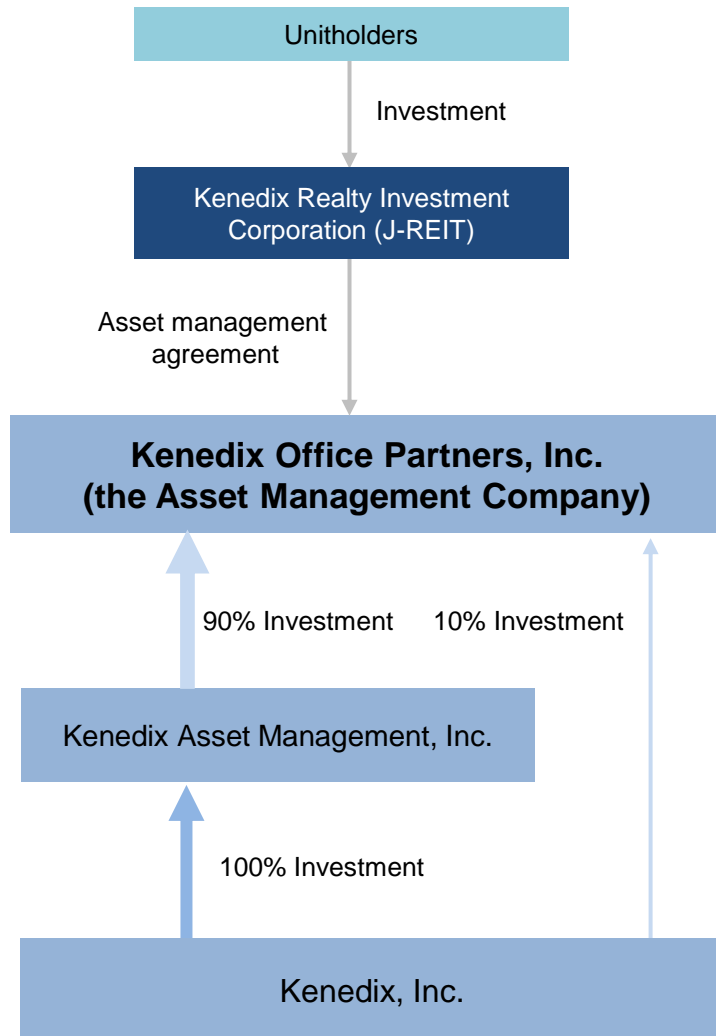 Unitholders
Investment
Kenedix Realty Investment
Corporation (J-REIT)
Asset management
agreement
Kenedix Office Partners, Inc.
(the Asset Management Company)
90% Investment
10% Investment
Kenedix Asset Management, Inc.
100% Investment
Kenedix, Inc.